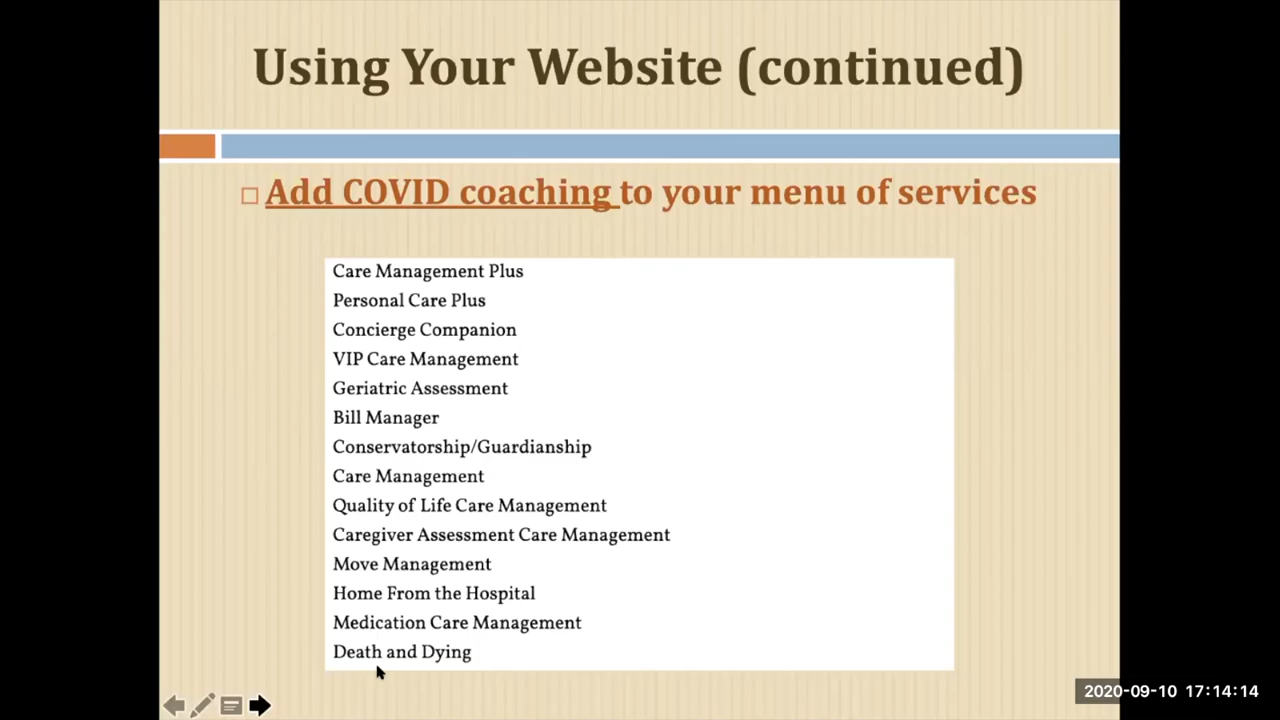 Using Your Website (continued)
Add COVID coaching to your menu of services
Care Management Plus
Personal Care Plus
Concierge Companion
VIP Care Management
Geriatric Assessment
Bill Manager
Conservatorship/Guardianship
Care Management
Quality of Life Care Management
Caregiver Assessment Care Management
Move Management
Home From the Hospital
Medication Care Management
Death and Dying
2020-09-10 17:14:14